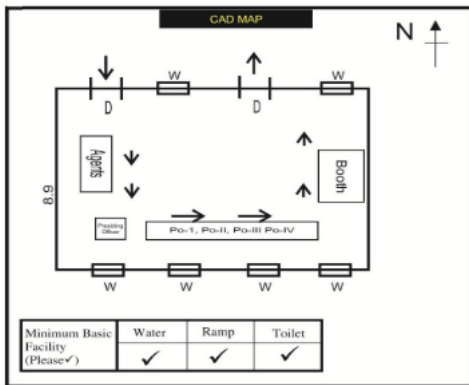 CAD MAP
N
W
W
D
D
8.9
Agents
Booth
Presiding
Officer
Po-1, Po-II, Po-III Po-IV
W
W
W
W
Minimum Basic
Facility
(Please✓)
Water
Ramp
Toilet
✓
✓
✓